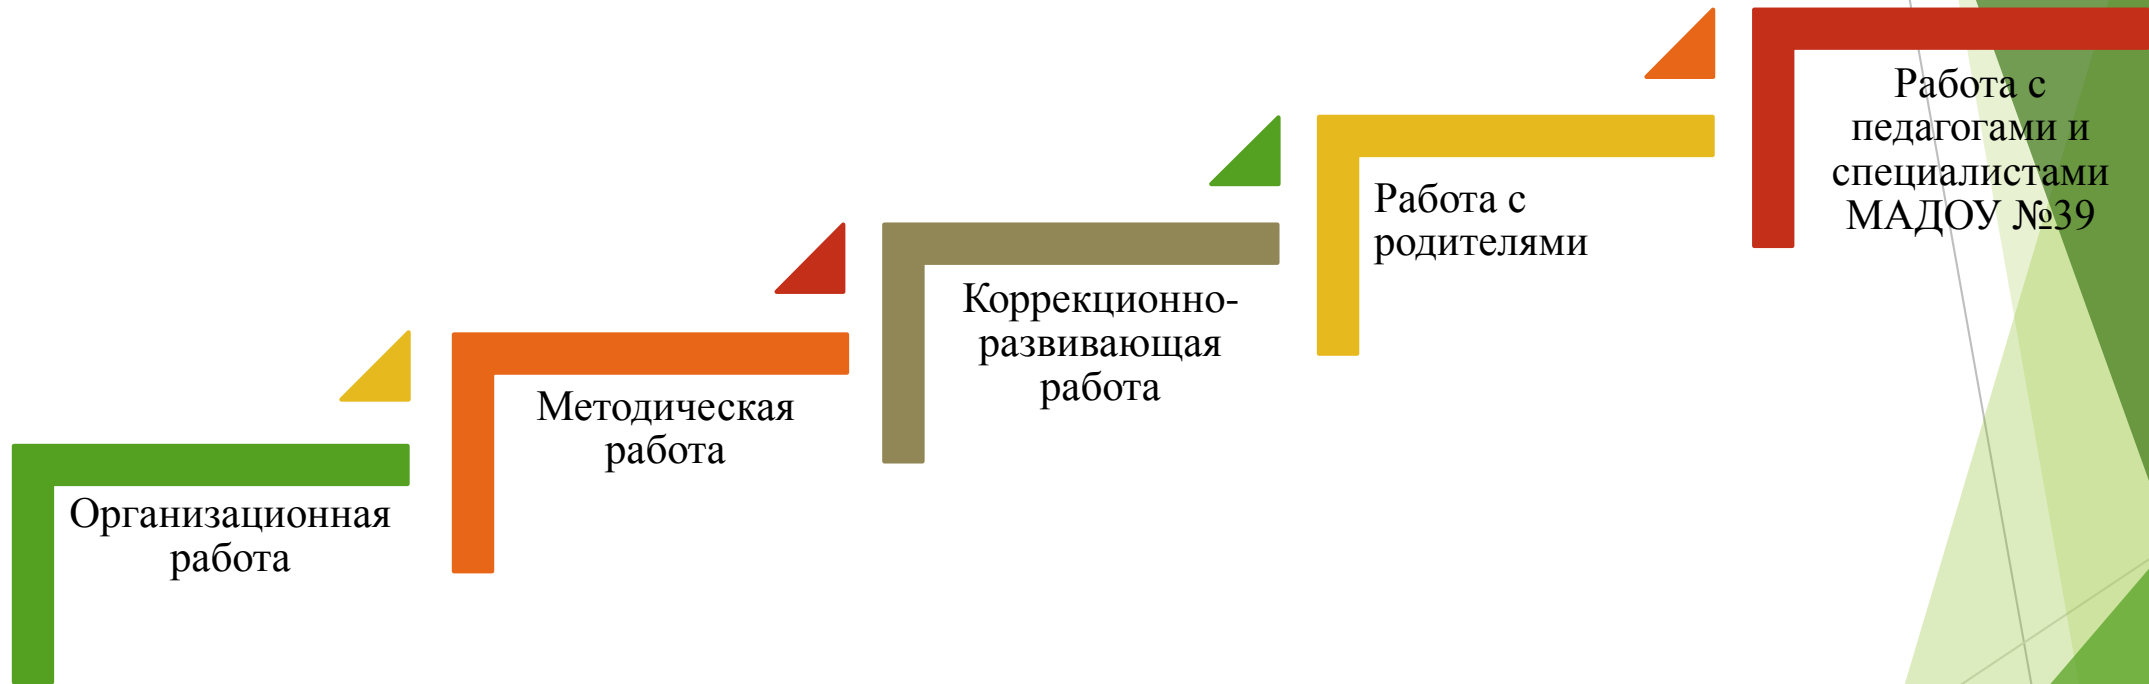 Организационная
работа
Методическая
работа
Коррекционно-
развивающая
работа
Работа с
родителями
Работа с
педагогами и
специалистами
МАДОУ №39